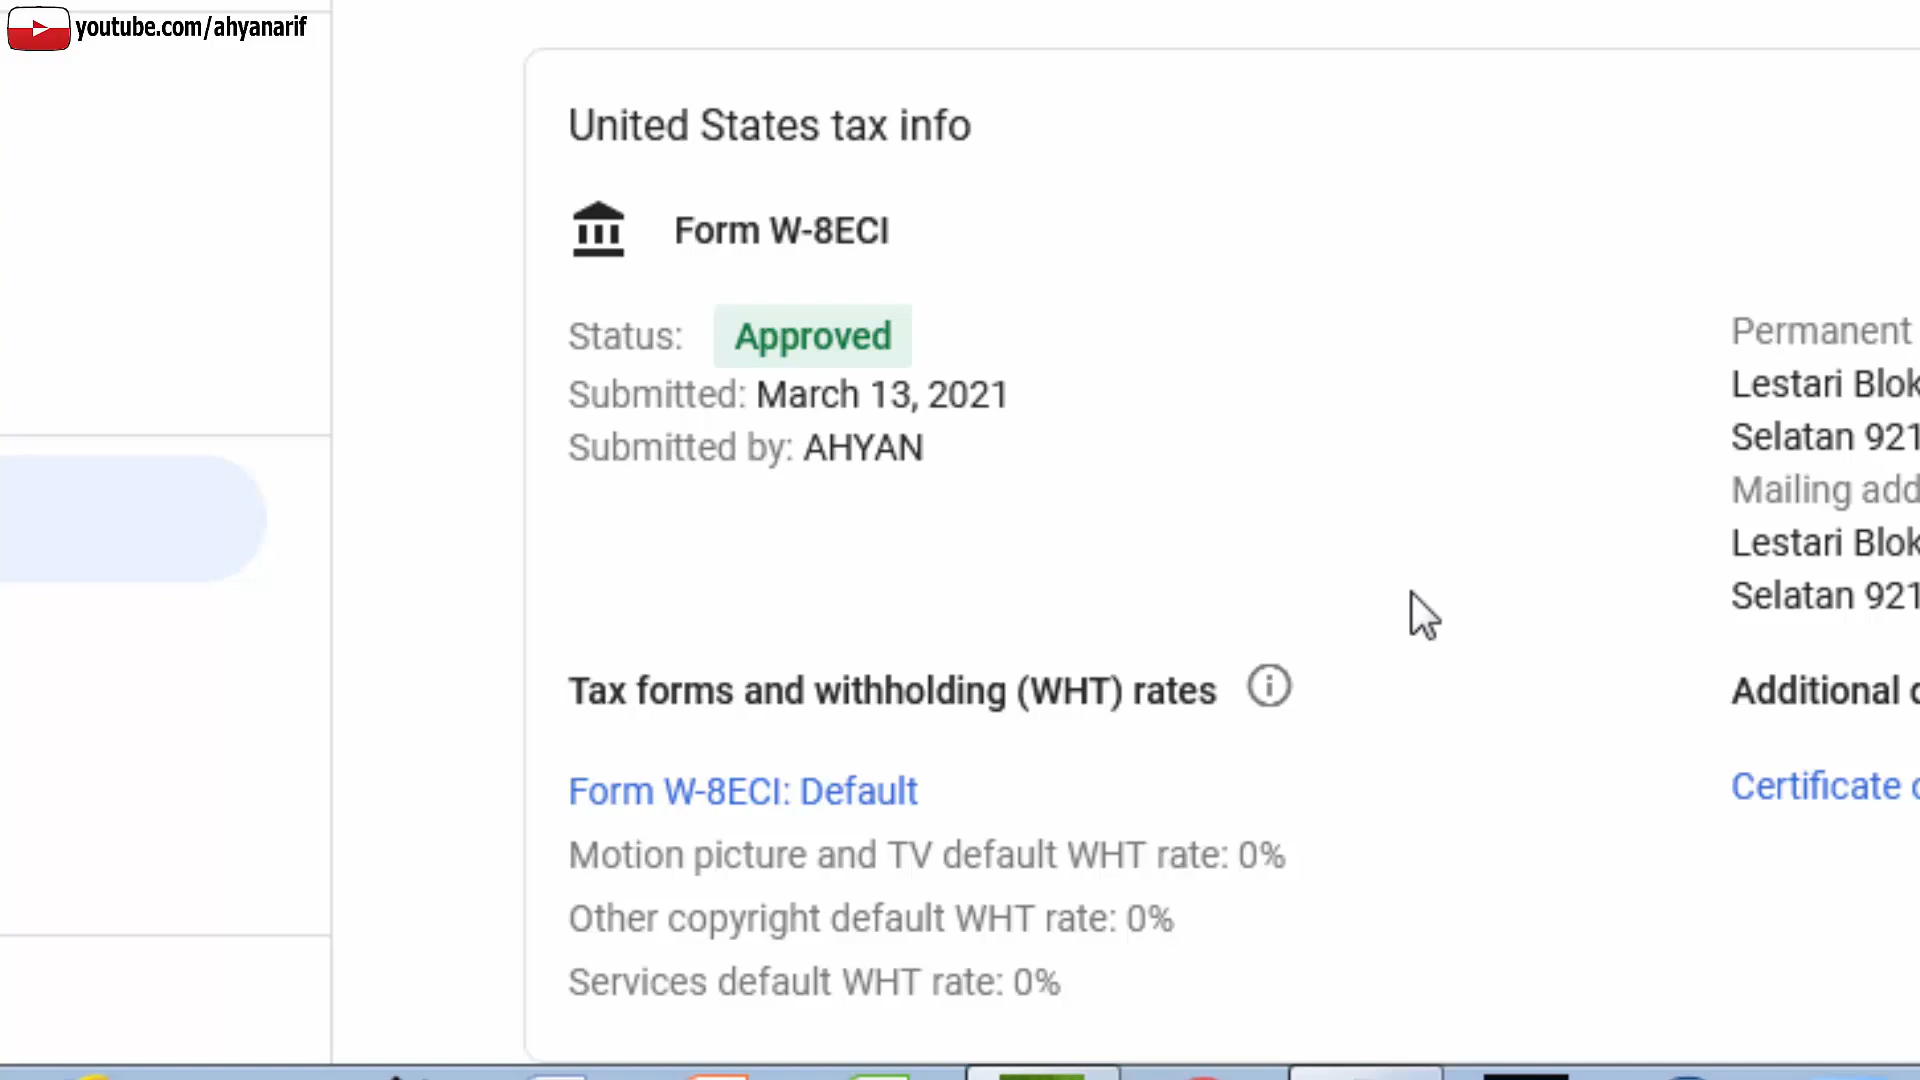 youtube.com/ahyanarif
United States tax info
Form W-8ECI
Status: Approved
Submitted: March 13, 2021
Submitted by: AHYAN
Permanent
Lestari Blok
Selatan 921
Mailing add
Lestari Blok
Selatan 921
Tax forms and withholding (WHT) rates
Form W-8ECI: Default
Motion picture and TV default WHT rate: 0%
Other copyright default WHT rate: 0%
Services default WHT rate: 0%
Additional
Certificate